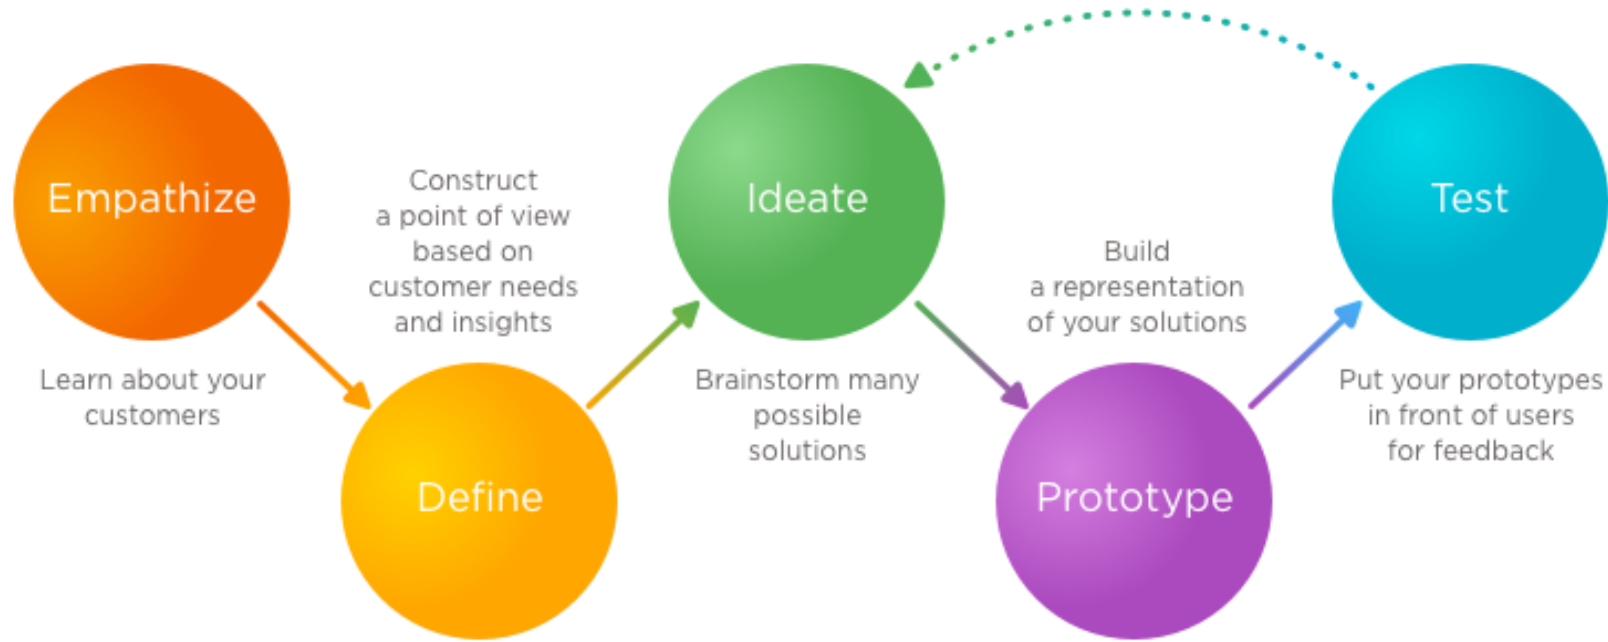 Empathize
Learn about your
customers
Construct
a point of view
based on
customer needs
and insights
Define
Ideate
Brainstorm many
possible
solutions
Build
a representation
of your solutions
Prototype
Test
Put your prototypes
in front of users
for feedback